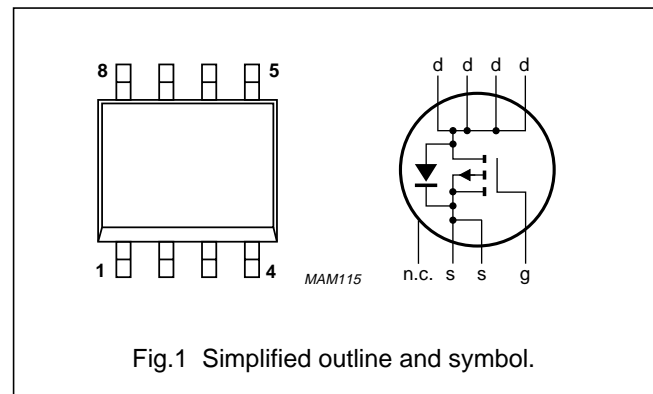 8 5
1 4
MAM115
d d d d
n.c. s s g
Fig.1 Simplified outline and symbol.